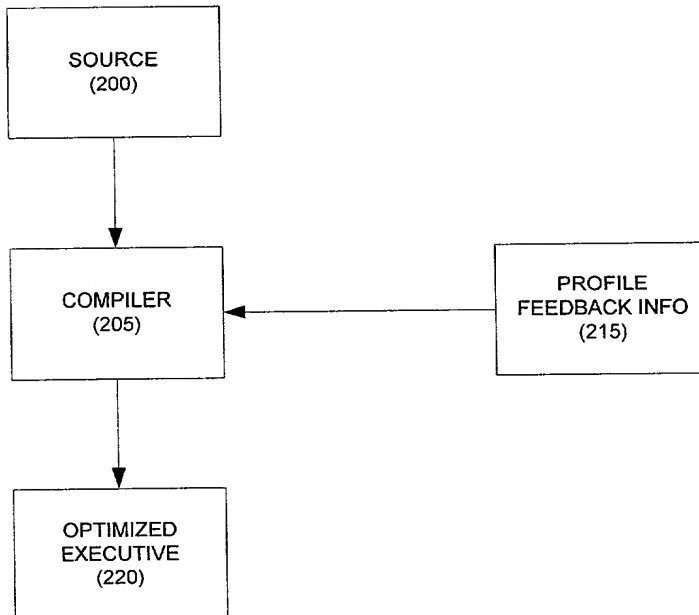 SOURCE
(200)
COMPILER
(205)
PROFILE
FEEDBACK INFO
(215)
OPTIMIZED
EXECUTIVE
(220)